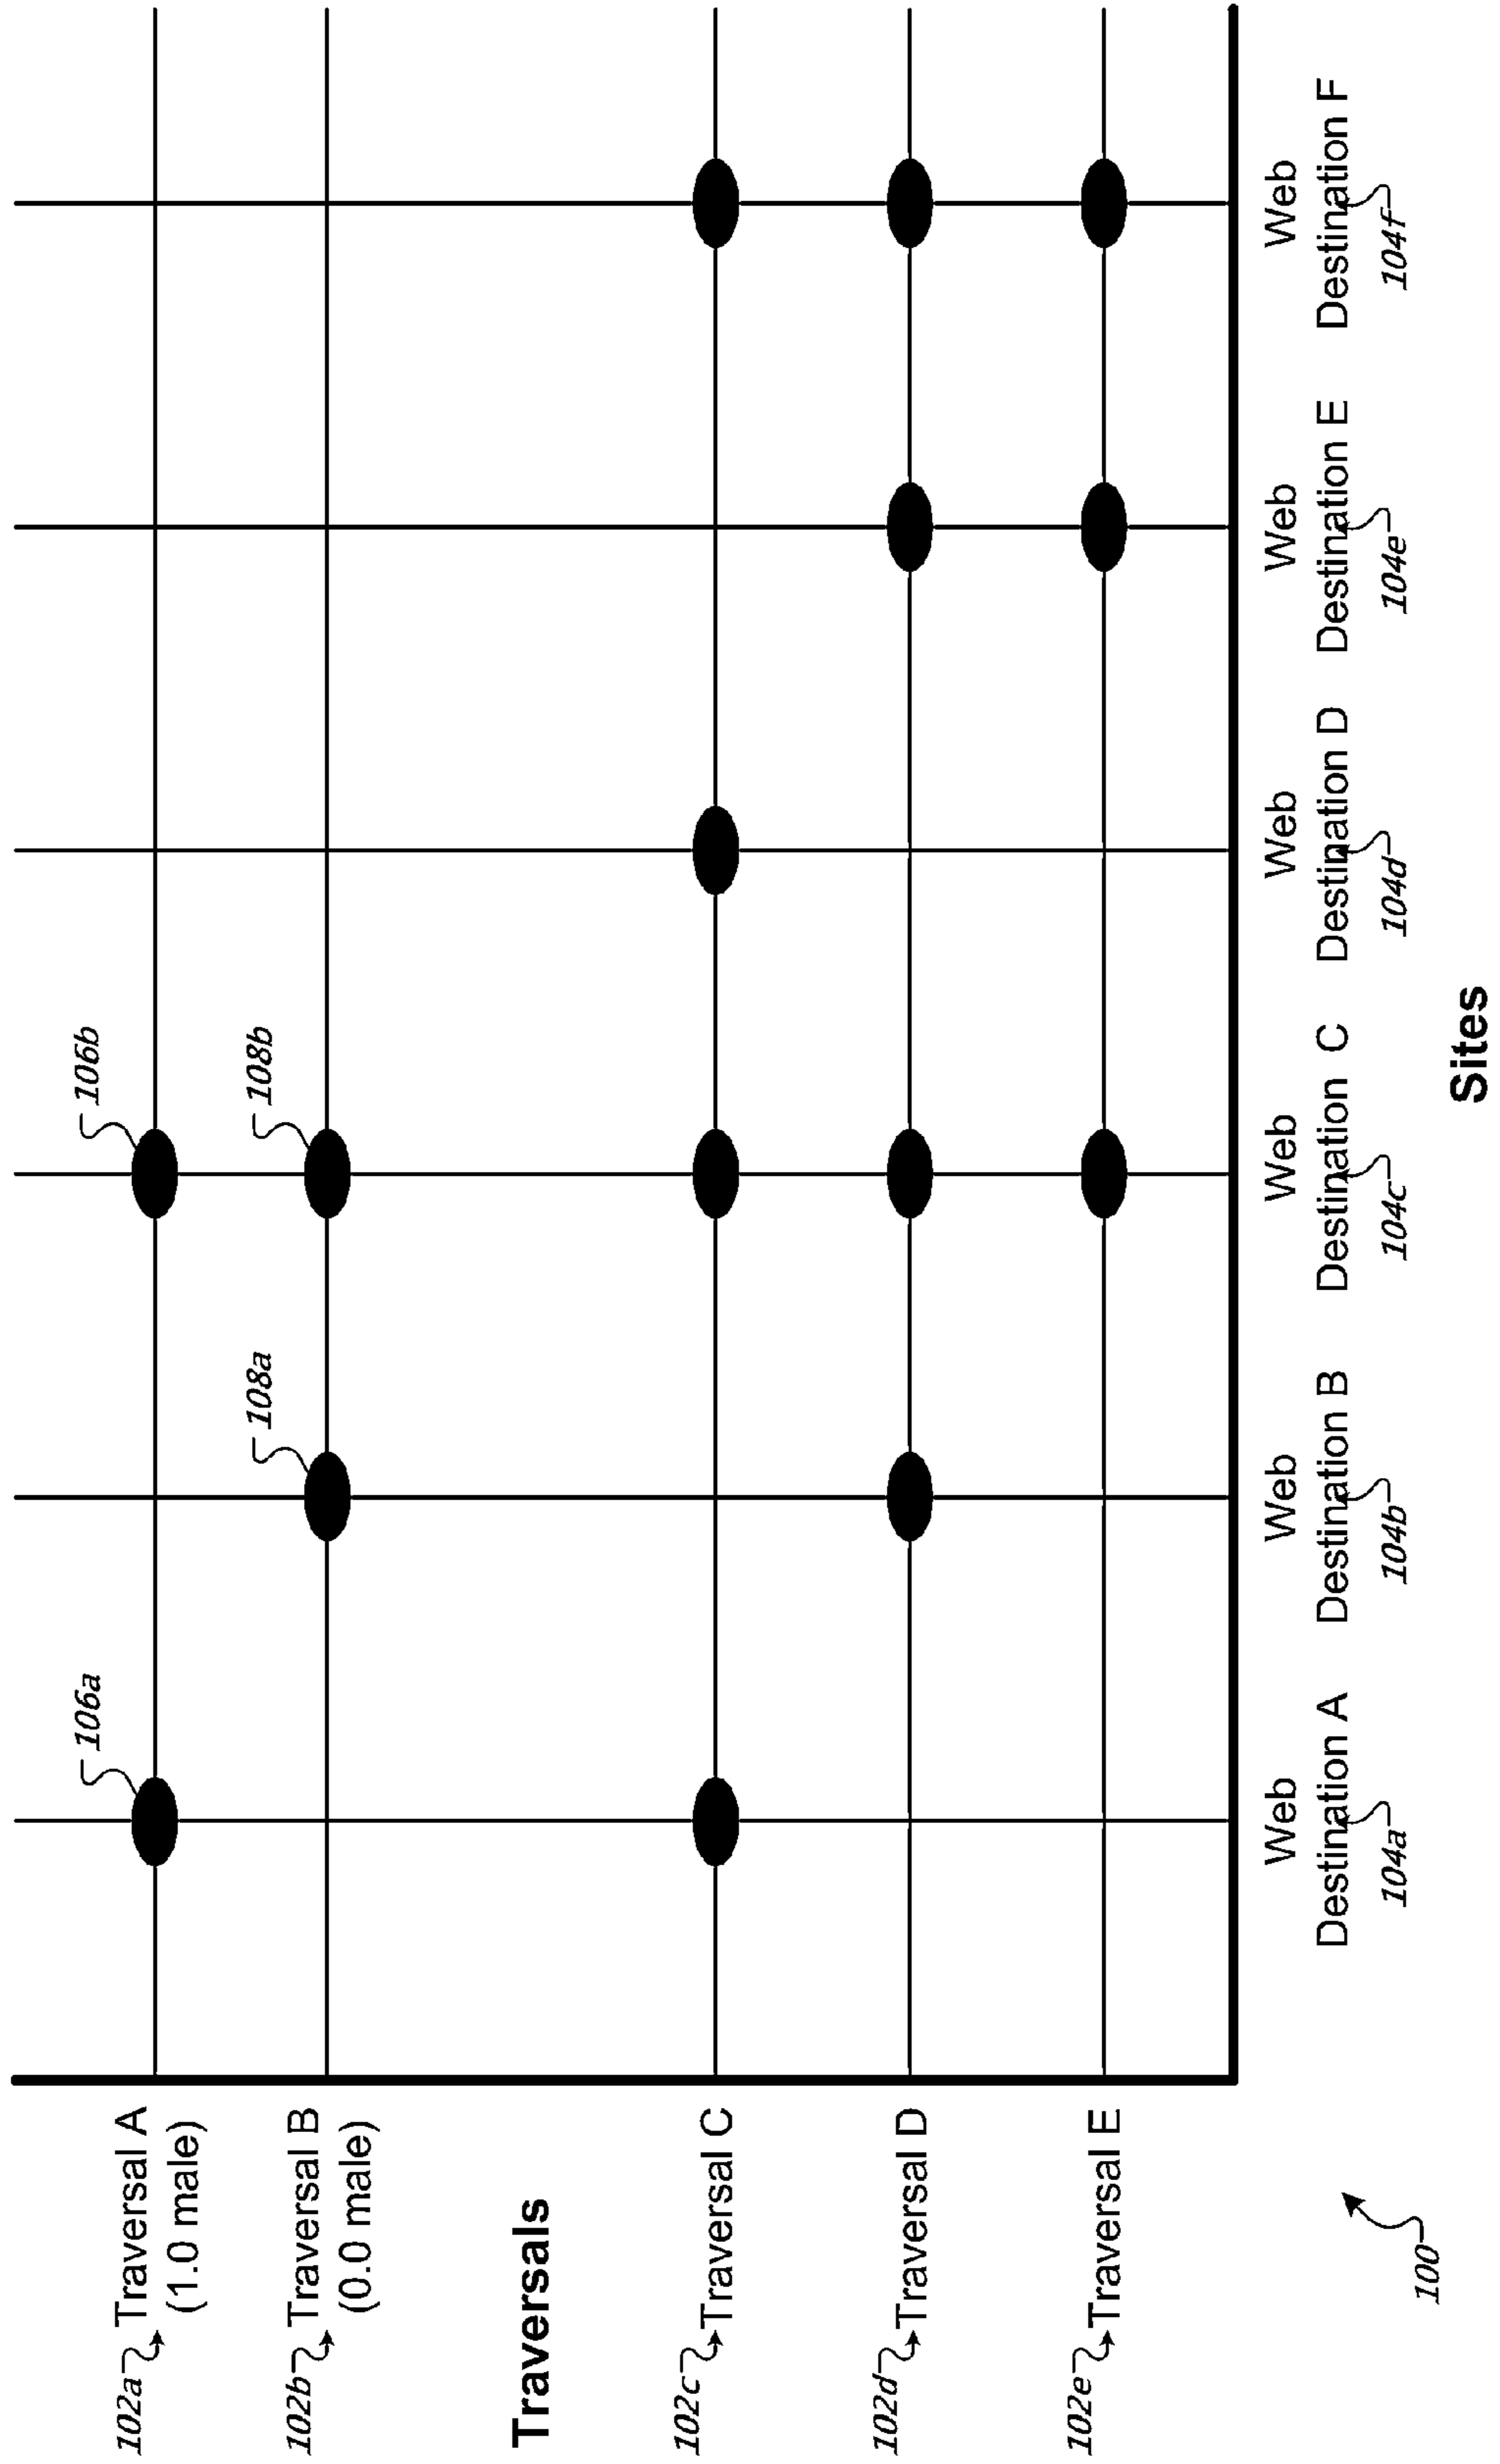 106a
106b
108a
108b
102a
Traversal A
(1.0 male)
102b
Traversal B
(0.0 male)
Traversals
102c
Traversal C
102d
Traversal D
102e
Traversal E
Web
Destination A
104a
Web
Destination B
104b
Web
Destination C
104c
Web
Destination D
104d
Web
Destination E
104e
Web
Destination F
104f
Sites
100